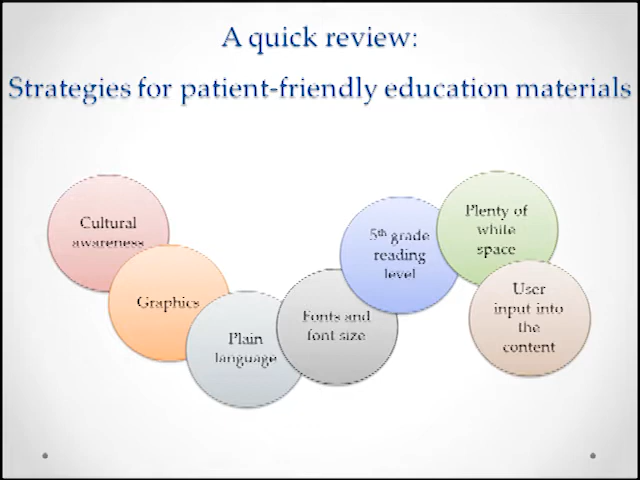 A quick review:
Strategies for patient-friendly education materials
Cultural
awareness
Graphics
Plain
language
Fonts and
font size
5th grade
reading
level
Plenty of
white
space
User
input into
the
content